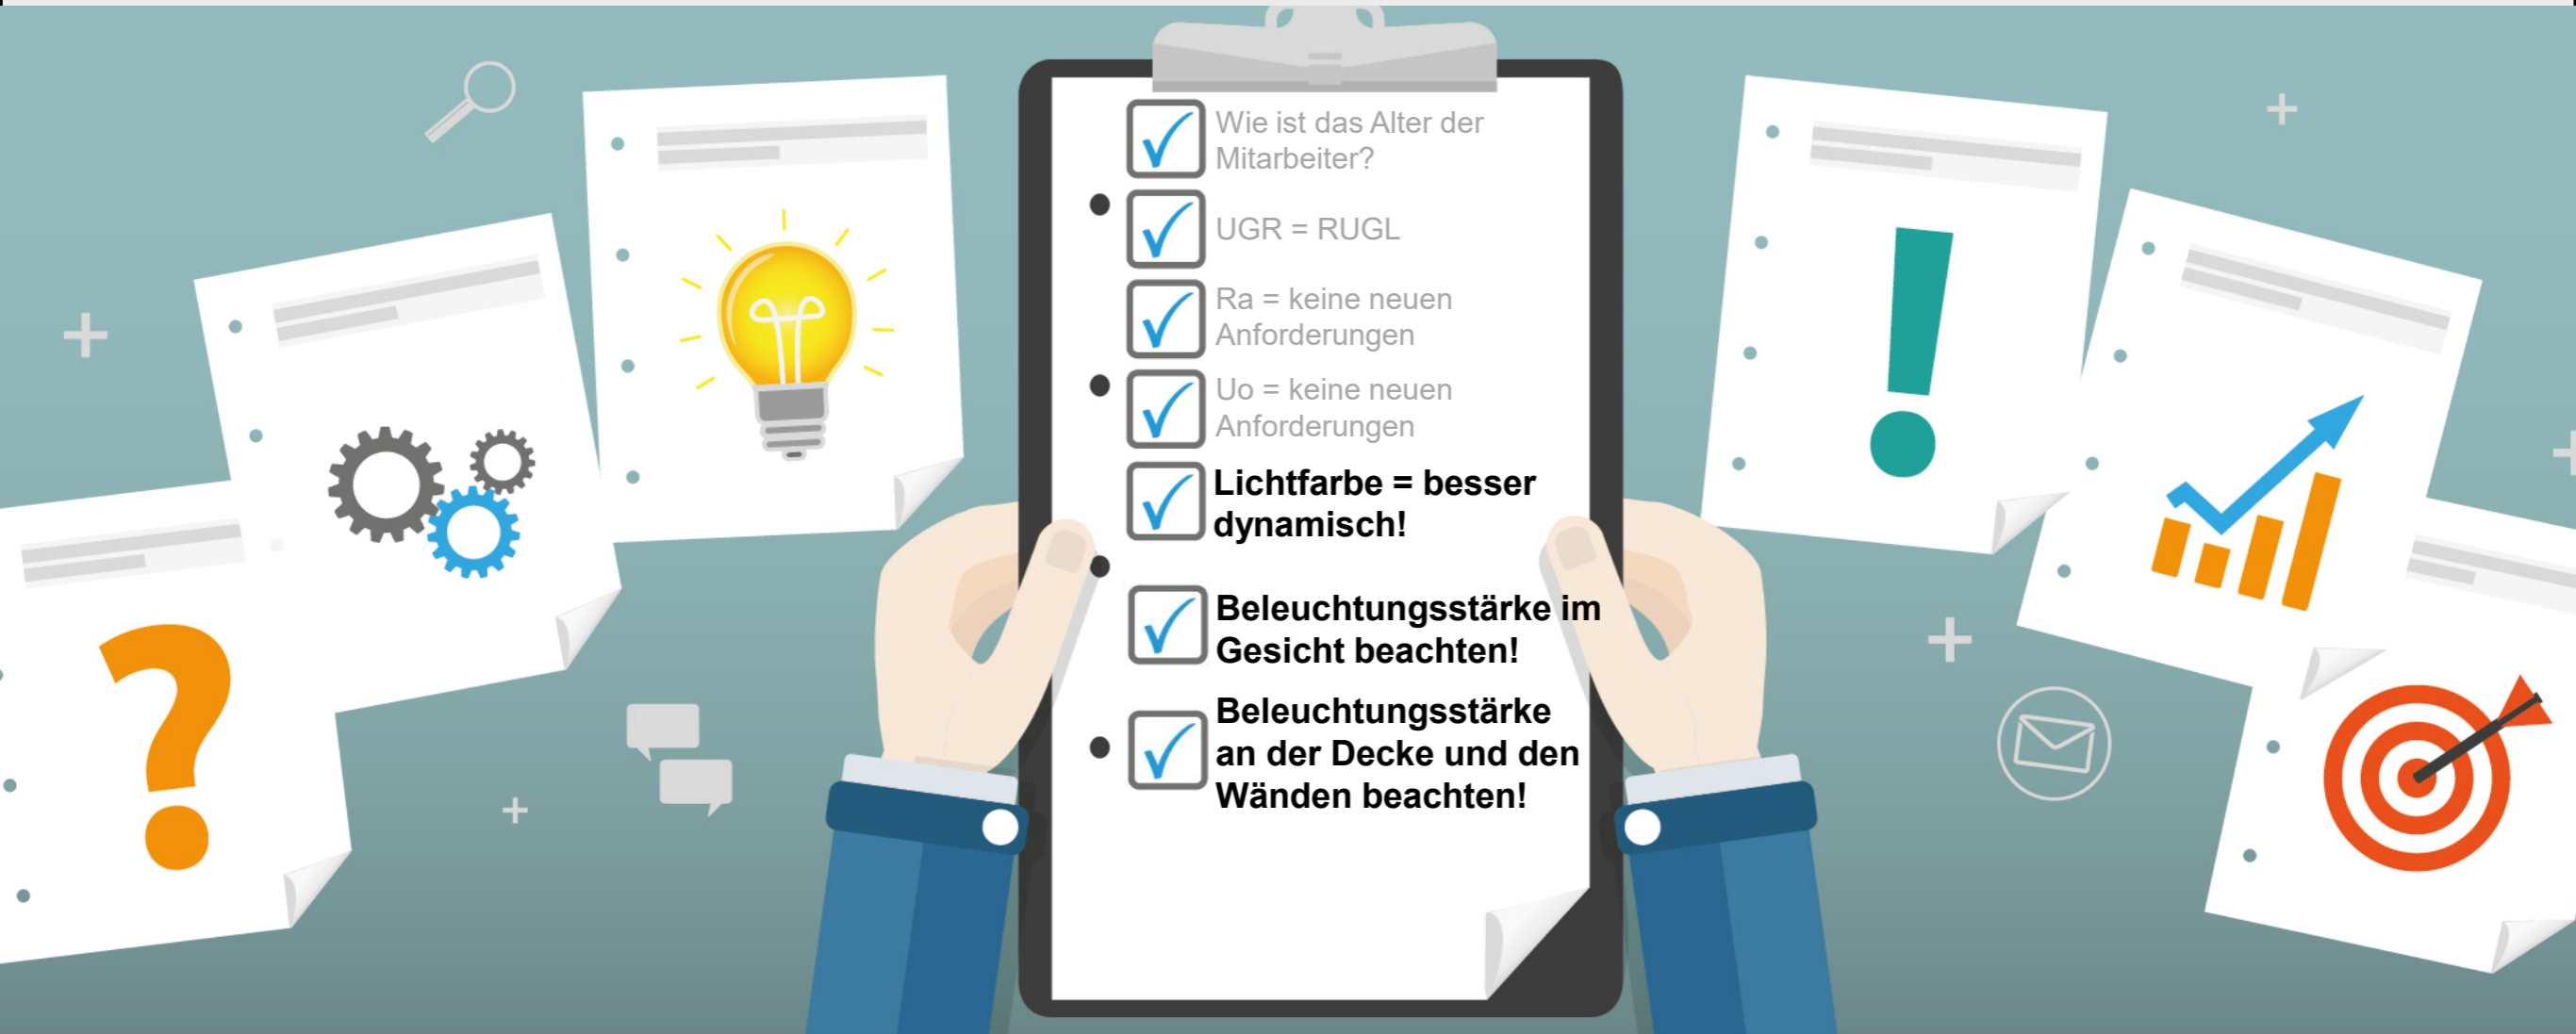 Wie ist das Alter der
Mitarbeiter?
UGR = RUGL
Ra = keine neuen
Anforderungen
Uo = keine neuen
Anforderungen
Lichtfarbe = besser
dynamisch!
Beleuchtungsstärke im
Gesicht beachten!
Beleuchtungsstärke
an der Decke und den
Wänden beachten!